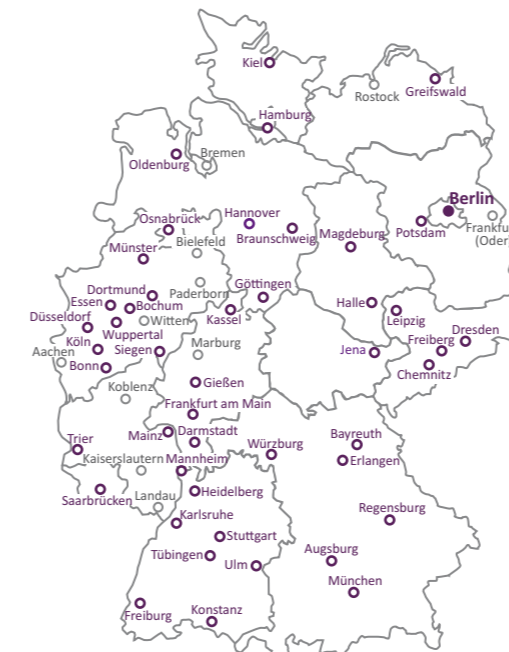 Kiel
Rostock
Greifswald
Hamburg
Bremen
Oldenburg
Berlin
Osnabrück
Hannover
Potsdam
Frankfu
(Oder)
Braunschweig
Magdeburg
Münster
Bielefeld
Göttingen
Dortmund
Paderborn
Essen
Bochum
Halle
Düsseldorf
Witten
Kassel
Leipzig
Wuppertal
Dresden
Köln
Freiberg
Aachen
Siegen
Marburg
Jena
Bonn
Chemnitz
Koblenz
Gießen
Frankfurt am Main
Mainz
Darmstadt
Bayreuth
Trier
Würzburg
Kaiserslautern
Mannheim
Erlangen
Saarbrücken
Landau
Heidelberg
Regensburg
Karlsruhe
Stuttgart
Augsburg
Tübingen
Ulm
München
Freiburg
Konstanz